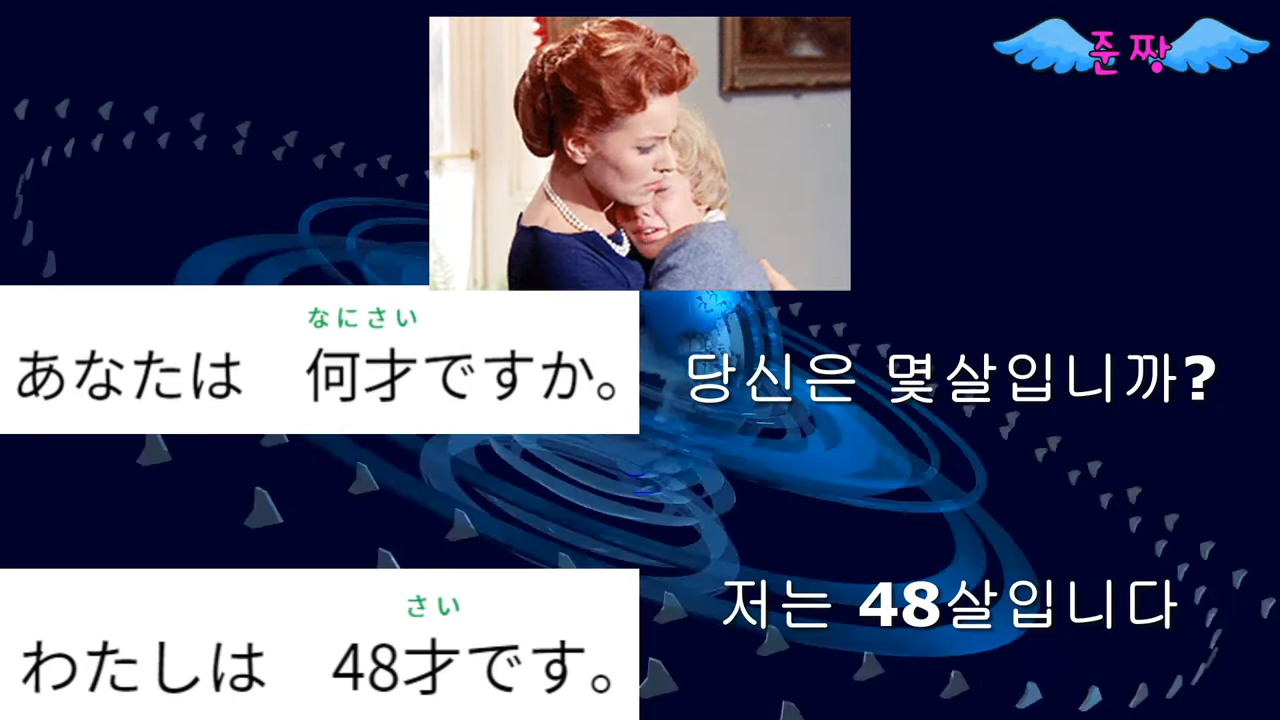 준짱
なにさい
あなたは 何才ですか。
당신은 몇살입니까?
さい
わたしは 48才です。
저는 48살입니다